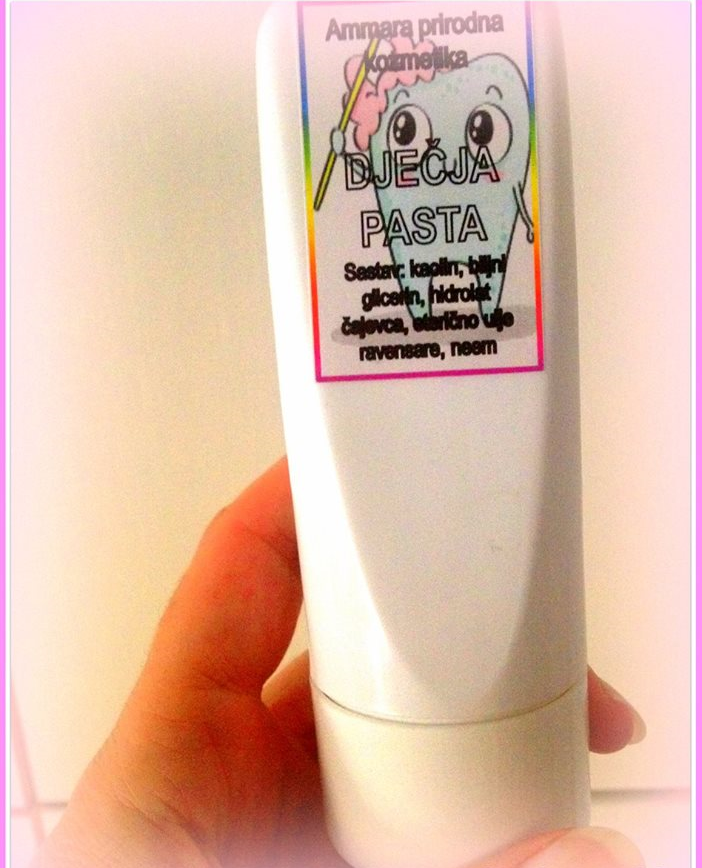 Ammara prirodna
kozmetika
DJEČJA
PASTA
Sastav: kaolin, biljni
glicerin, hidrolat
čajevca, eterično ulje
ravensare, neem